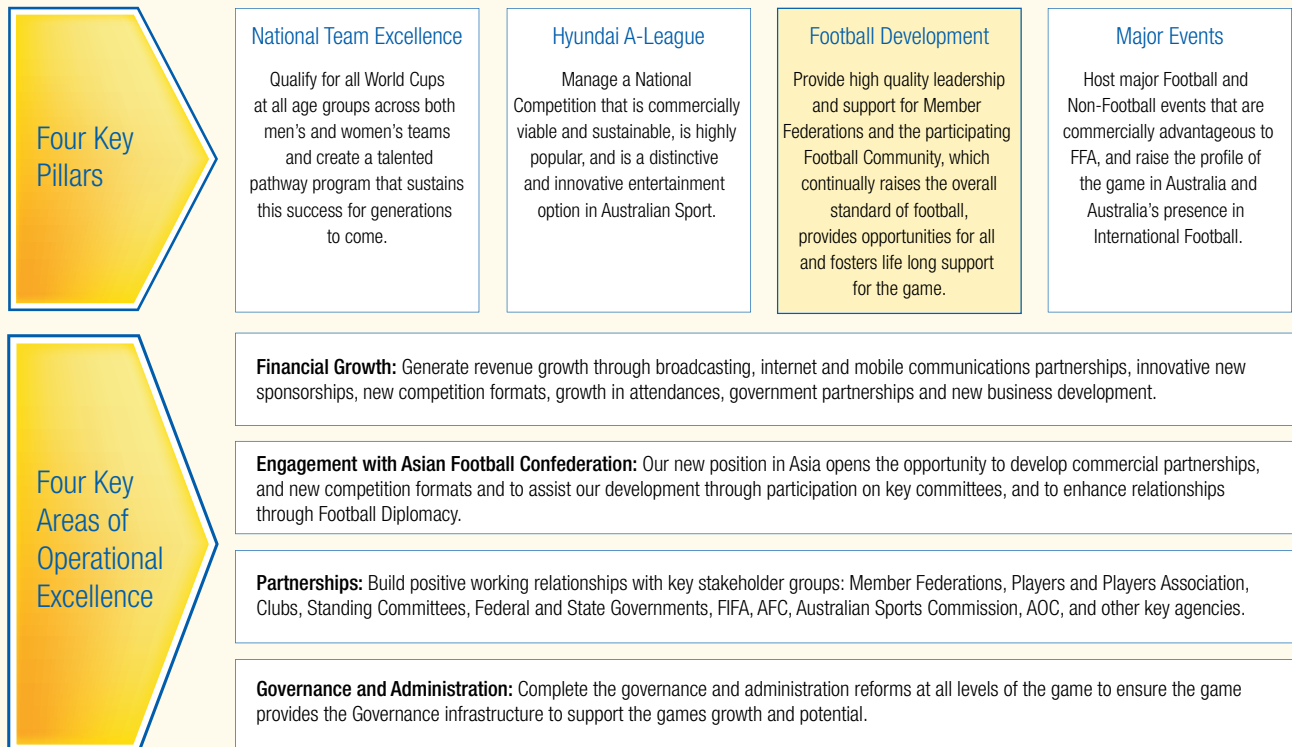 Four Key
Pillars
National Team Excellence
Qualify for all World Cups
at all age groups across both
men's and women's teams
and create a talented
pathway program that sustains
this success for generations
to come.
Hyundai A-League
Manage a National
Competition that is commercially
viable and sustainable, is highly
popular, and is a distinctive
and innovative entertainment
option in Australian Sport.
Football Development
Provide high quality leadership
and support for Member
Federations and the participating
Football Community, which
continually raises the overall
standard of football,
provides opportunities for all
and fosters life long support
for the game.
Major Events
Host major Football and
Non-Football events that are
commercially advantageous to
FFA, and raise the profile of
the game in Australia and
Australia's presence in
International Football.
Four Key
Areas of
Operational
Excellence
Financial Growth: Generate revenue growth through broadcasting, internet and mobile communications partnerships, innovative new
sponsorships, new competition formats, growth in attendances, government partnerships and new business development.
Engagement with Asian Football Confederation: Our new position in Asia opens the opportunity to develop commercial partnerships,
and new competition formats and to assist our development through participation on key committees, and to enhance relationships
through Football Diplomacy.
Partnerships: Build positive working relationships with key stakeholder groups: Member Federations, Players and Players Association,
Clubs, Standing Committees, Federal and State Governments, FIFA, AFC, Australian Sports Commission, AOC, and other key agencies.
Governance and Administration: Complete the governance and administration reforms at all levels of the game to ensure the game
provides the Governance infrastructure to support the games growth and potential.